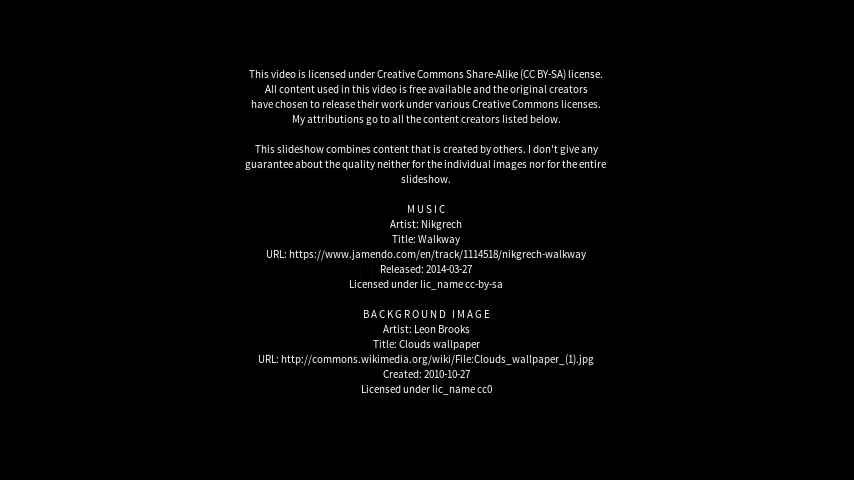 This video is licensed under Creative Commons Share-Alike (CC BY-SA) license.
All content used in this video is free available and the original creators
have chosen to release their work under various Creative Commons licenses.
My attributions go to all the content creators listed below.
This slideshow combines content that is created by others. I don't give any
guarantee about the quality neither for the individual images nor for the entire
slideshow.
MUSIC
Artist: Nikgrech
Title: Walkway
URL: https://www.jamendo.com/en/track/1114518/nikgrech-walkway
Released: 2014-03-27
Licensed under lic_name cc-by-sa
BACKGROUND IMAGE
Artist: Leon Brooks
Title: Clouds wallpaper
URL: http://commons.wikimedia.org/wiki/File:Clouds_wallpaper_(1).jpg
Created: 2010-10-27
Licensed under lic_name cc0